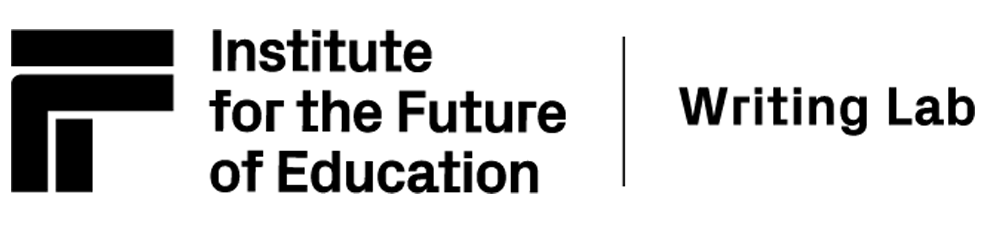 Institute
for the Future
of Education
Writing Lab